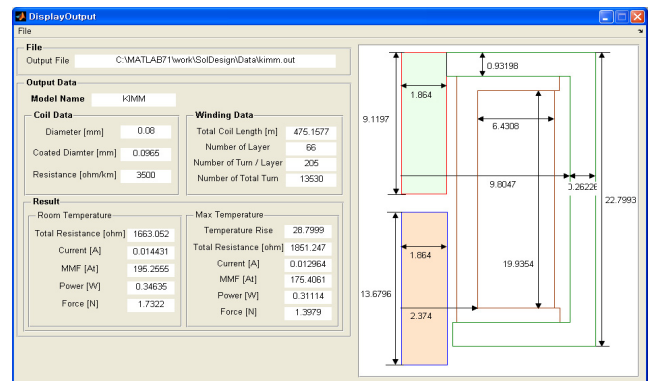 DisplayOutput
File
File
Output File C:\MATLAB71\work\SolDesign\Data\kimm.out
Output Data
Model Name KIMM
Coil Data
Diameter [mm] 0.08
Coated Diamter [mm] 0.0965
Resistance [ohm/km] 3500
Winding Data
Total Coil Length [m] 475.1577
Number of Layer 66
Number of Turn / Layer 205
Number of Total Turn 13530
Result
Room Temperature
Total Resistance [ohm] 1663.052
Current [A] 0.014431
MMF [At] 195.2555
Power [W] 0.34635
Force [N] 1.7322
Max Temperature
Temperature Rise 28.7999
Total Resistance [ohm] 1851.247
Current [A] 0.012964
MMF [At] 175.4061
Power [W] 0.31114
Force [N] 1.3979
0.93198
1.864
9.1197
6.4308
9.8047
0.26226
22.7993
1.864
19.9354
13.6796
2.374